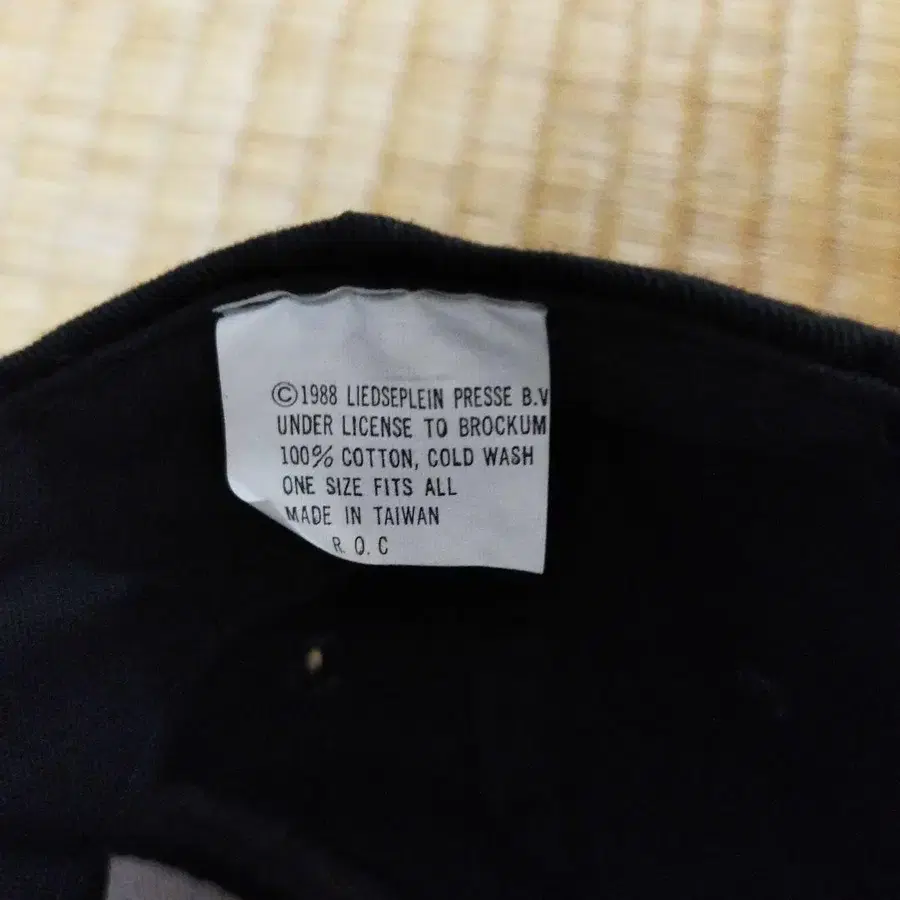 ©1988 LIEDSEPLEIN PRESSE B.V
UNDER LICENSE TO BROCKUM
100% COTTON, COLD WASH
ONE SIZE FITS ALL
MADE IN TAIWAN
R.O.C